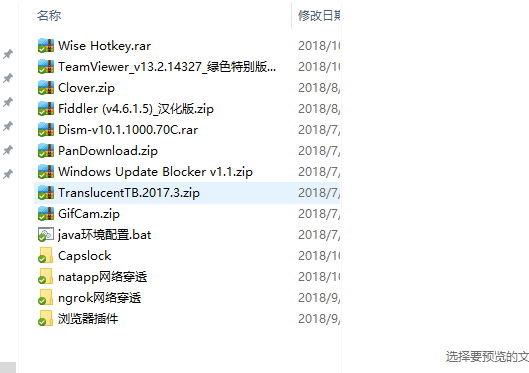 名称 修改日期
Wise Hotkey.rar 2018/10
TeamViewer_v13.2.14327_绿色特别版... 2018/10
Clover.zip 2018/8/
Fiddler (v4.6.1.5)_汉化版.zip 2018/8/
Dism-v10.1.1000.70C.rar 2018/7/
PanDownload.zip 2018/7/
Windows Update Blocker v1.1.zip 2018/7/
TranslucentTB.2017.3.zip 2018/7/
GifCam.zip 2018/7/
java环境配置.bat 2018/7/
Capslock 2018/10
natapp网络穿透 2018/10
ngrok网络穿透 2018/9/
浏览器插件 2018/9/
选择要预览的文